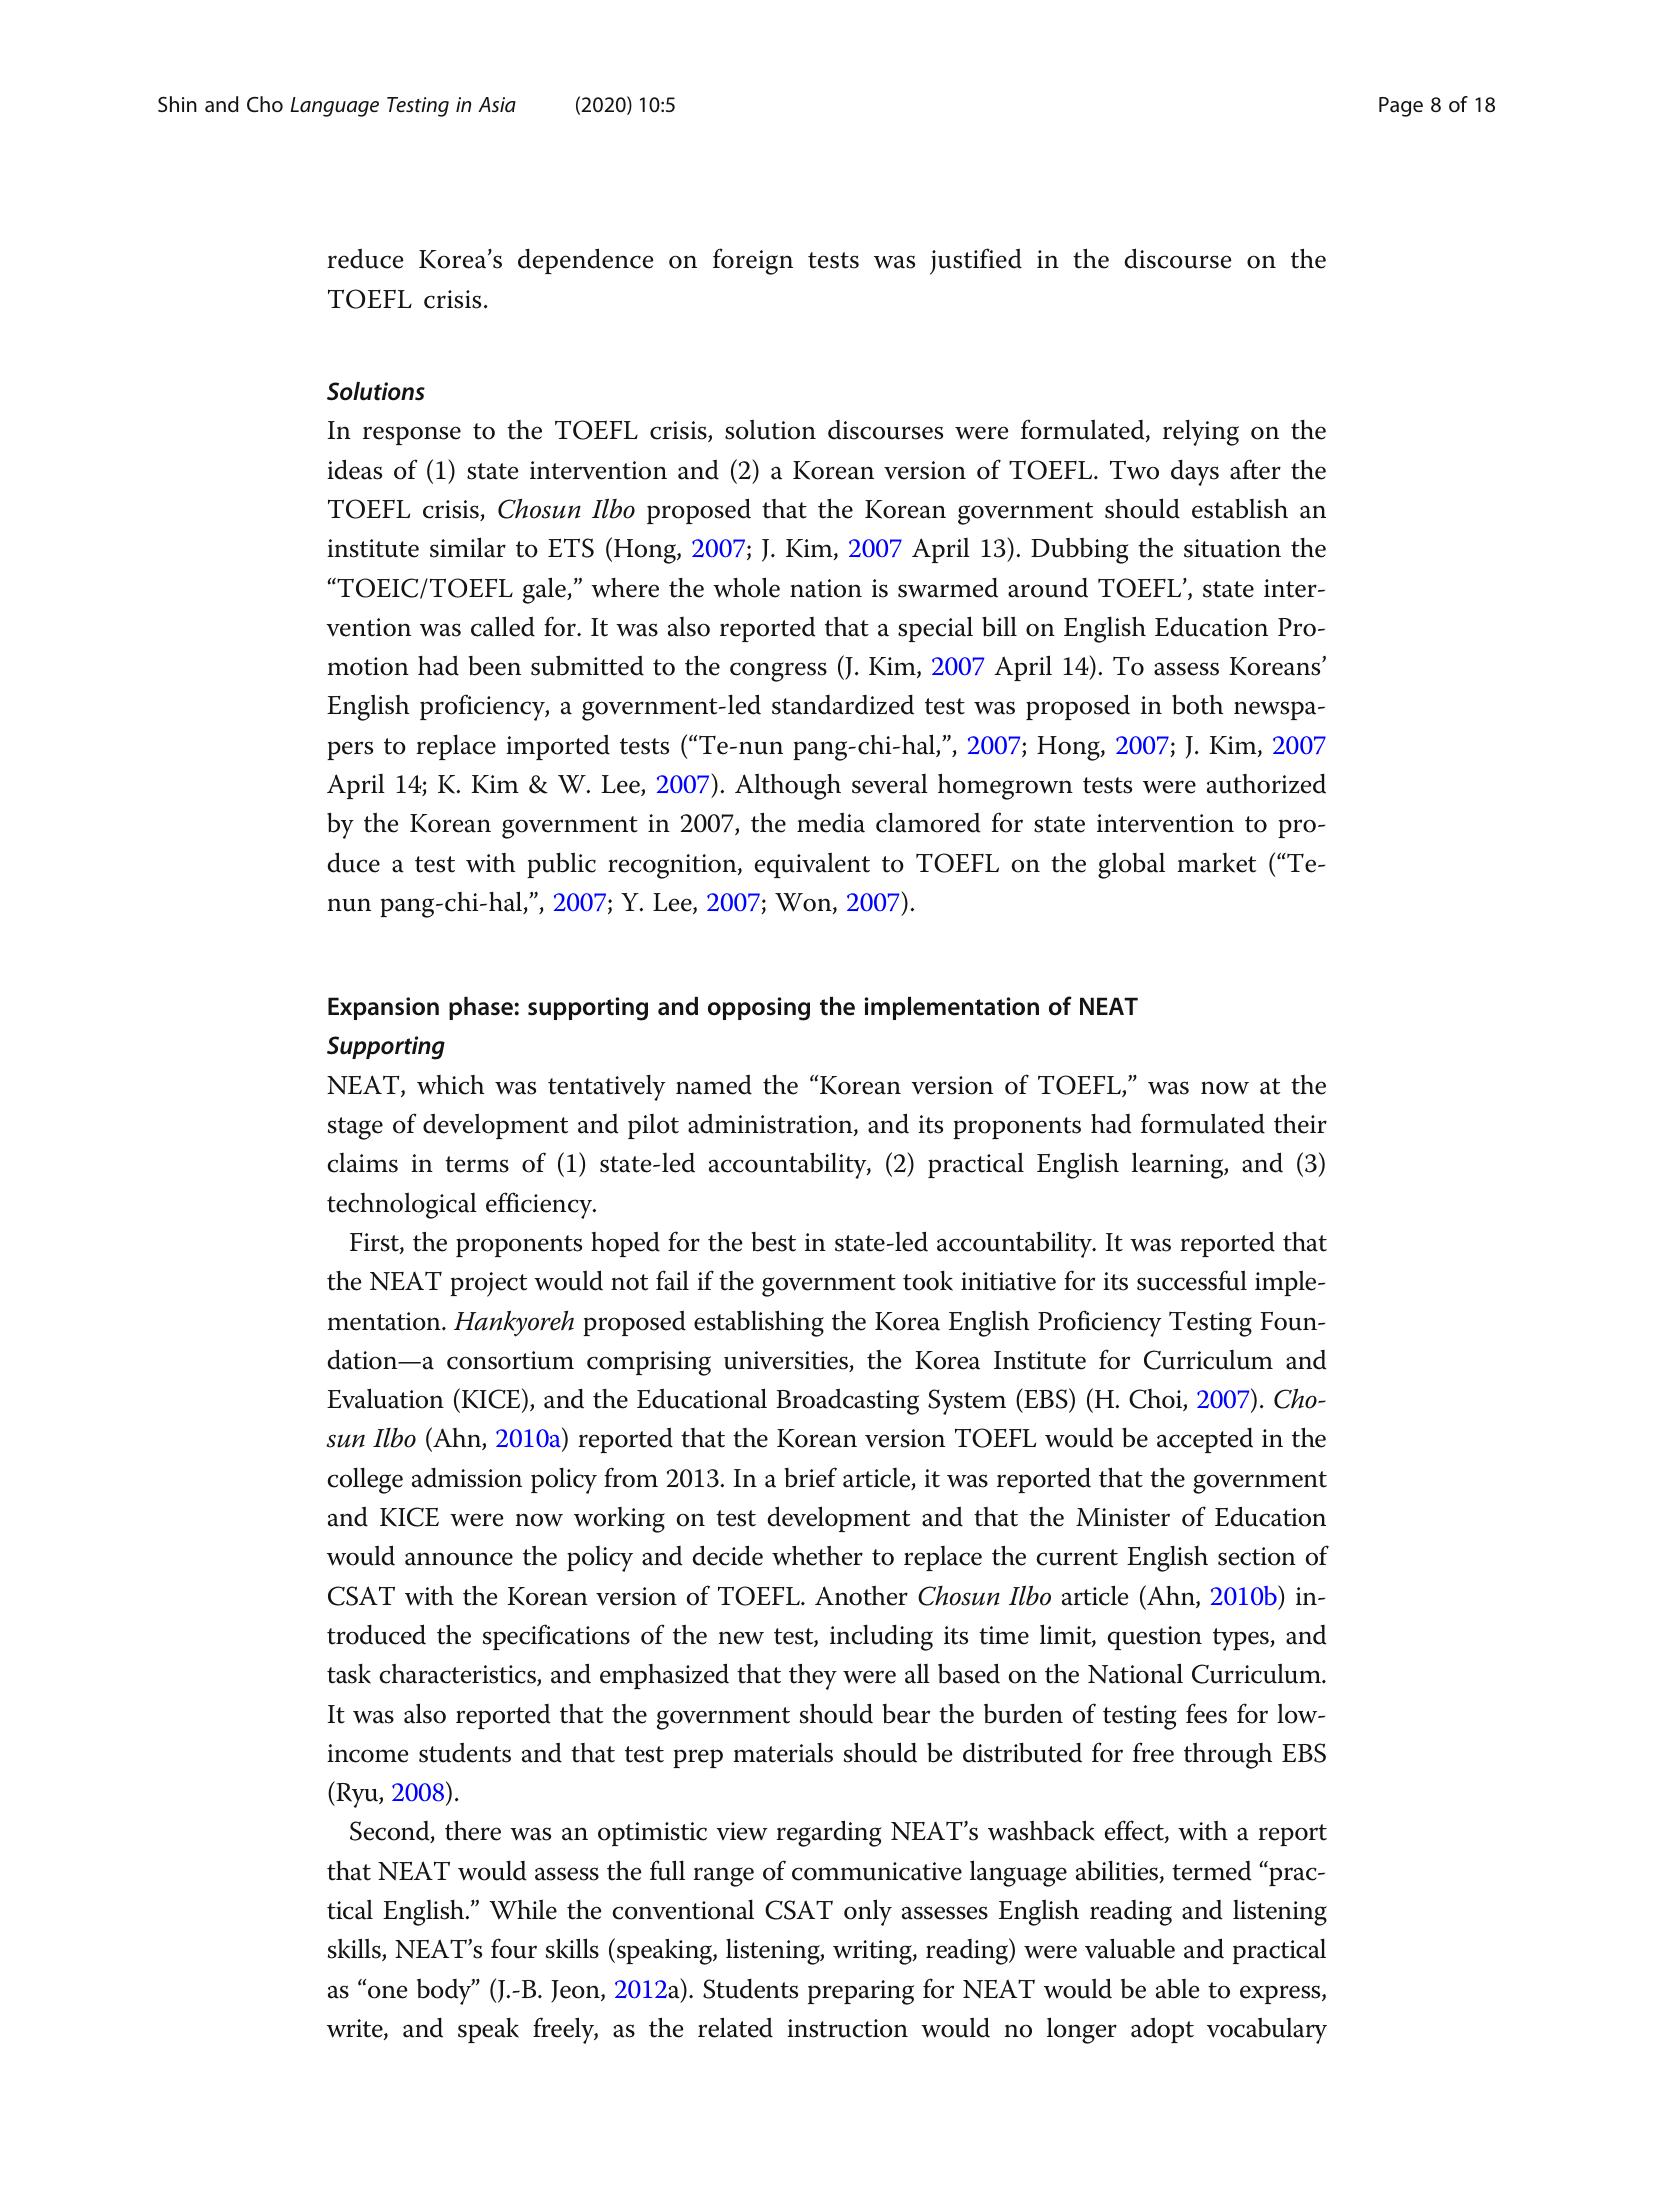 Shin and Cho Language Testing in Asia (2020) 10:5 Page 8 of 18
reduce Korea’s dependence on foreign tests was justified in the discourse on the
TOEFL crisis.
Solutions
In response to the TOEFL crisis, solution discourses were formulated, relying on the
ideas of (1) state intervention and (2) a Korean version of TOEFL. Two days after the
TOEFL crisis, Chosun Ilbo proposed that the Korean government should establish an
institute similar to ETS (Hong, 2007; J. Kim, 2007 April 13). Dubbing the situation the
“TOEIC/TOEFL gale,” where the whole nation is swarmed around TOEFL’, state inter-
vention was called for. It was also reported that a special bill on English Education Pro-
motion had been submitted to the congress (J. Kim, 2007 April 14). To assess Koreans’
English proficiency, a government-led standardized test was proposed in both newspa-
pers to replace imported tests (“Te-nun pang-chi-hal,”, 2007; Hong, 2007; J. Kim, 2007
April 14; K. Kim & W. Lee, 2007). Although several homegrown tests were authorized
by the Korean government in 2007, the media clamored for state intervention to pro-
duce a test with public recognition, equivalent to TOEFL on the global market (“Te-
nun pang-chi-hal,”, 2007; Y. Lee, 2007; Won, 2007).
Expansion phase: supporting and opposing the implementation of NEAT
Supporting
NEAT, which was tentatively named the “Korean version of TOEFL,” was now at the
stage of development and pilot administration, and its proponents had formulated their
claims in terms of (1) state-led accountability, (2) practical English learning, and (3)
technological efficiency.
First, the proponents hoped for the best in state-led accountability. It was reported that
the NEAT project would not fail if the government took initiative for its successful imple-
mentation. Hankyoreh proposed establishing the Korea English Proficiency Testing Foun-
dation—a consortium comprising universities, the Korea Institute for Curriculum and
Evaluation (KICE), and the Educational Broadcasting System (EBS) (H. Choi, 2007). Cho-
sun Ilbo (Ahn, 2010a) reported that the Korean version TOEFL would be accepted in the
college admission policy from 2013. In a brief article, it was reported that the government
and KICE were now working on test development and that the Minister of Education
would announce the policy and decide whether to replace the current English section of
CSAT with the Korean version of TOEFL. Another Chosun Ilbo article (Ahn, 2010b) in-
troduced the specifications of the new test, including its time limit, question types, and
task characteristics, and emphasized that they were all based on the National Curriculum.
It was also reported that the government should bear the burden of testing fees for low-
income students and that test prep materials should be distributed for free through EBS
(Ryu, 2008).
Second, there was an optimistic view regarding NEAT’s washback effect, with a report
that NEAT would assess the full range of communicative language abilities, termed “prac-
tical English.” While the conventional CSAT only assesses English reading and listening
skills, NEAT’s four skills (speaking, listening, writing, reading) were valuable and practical
as “one body” (J.-B. Jeon, 2012a). Students preparing for NEAT would be able to express,
write, and speak freely, as the related instruction would no longer adopt vocabulary